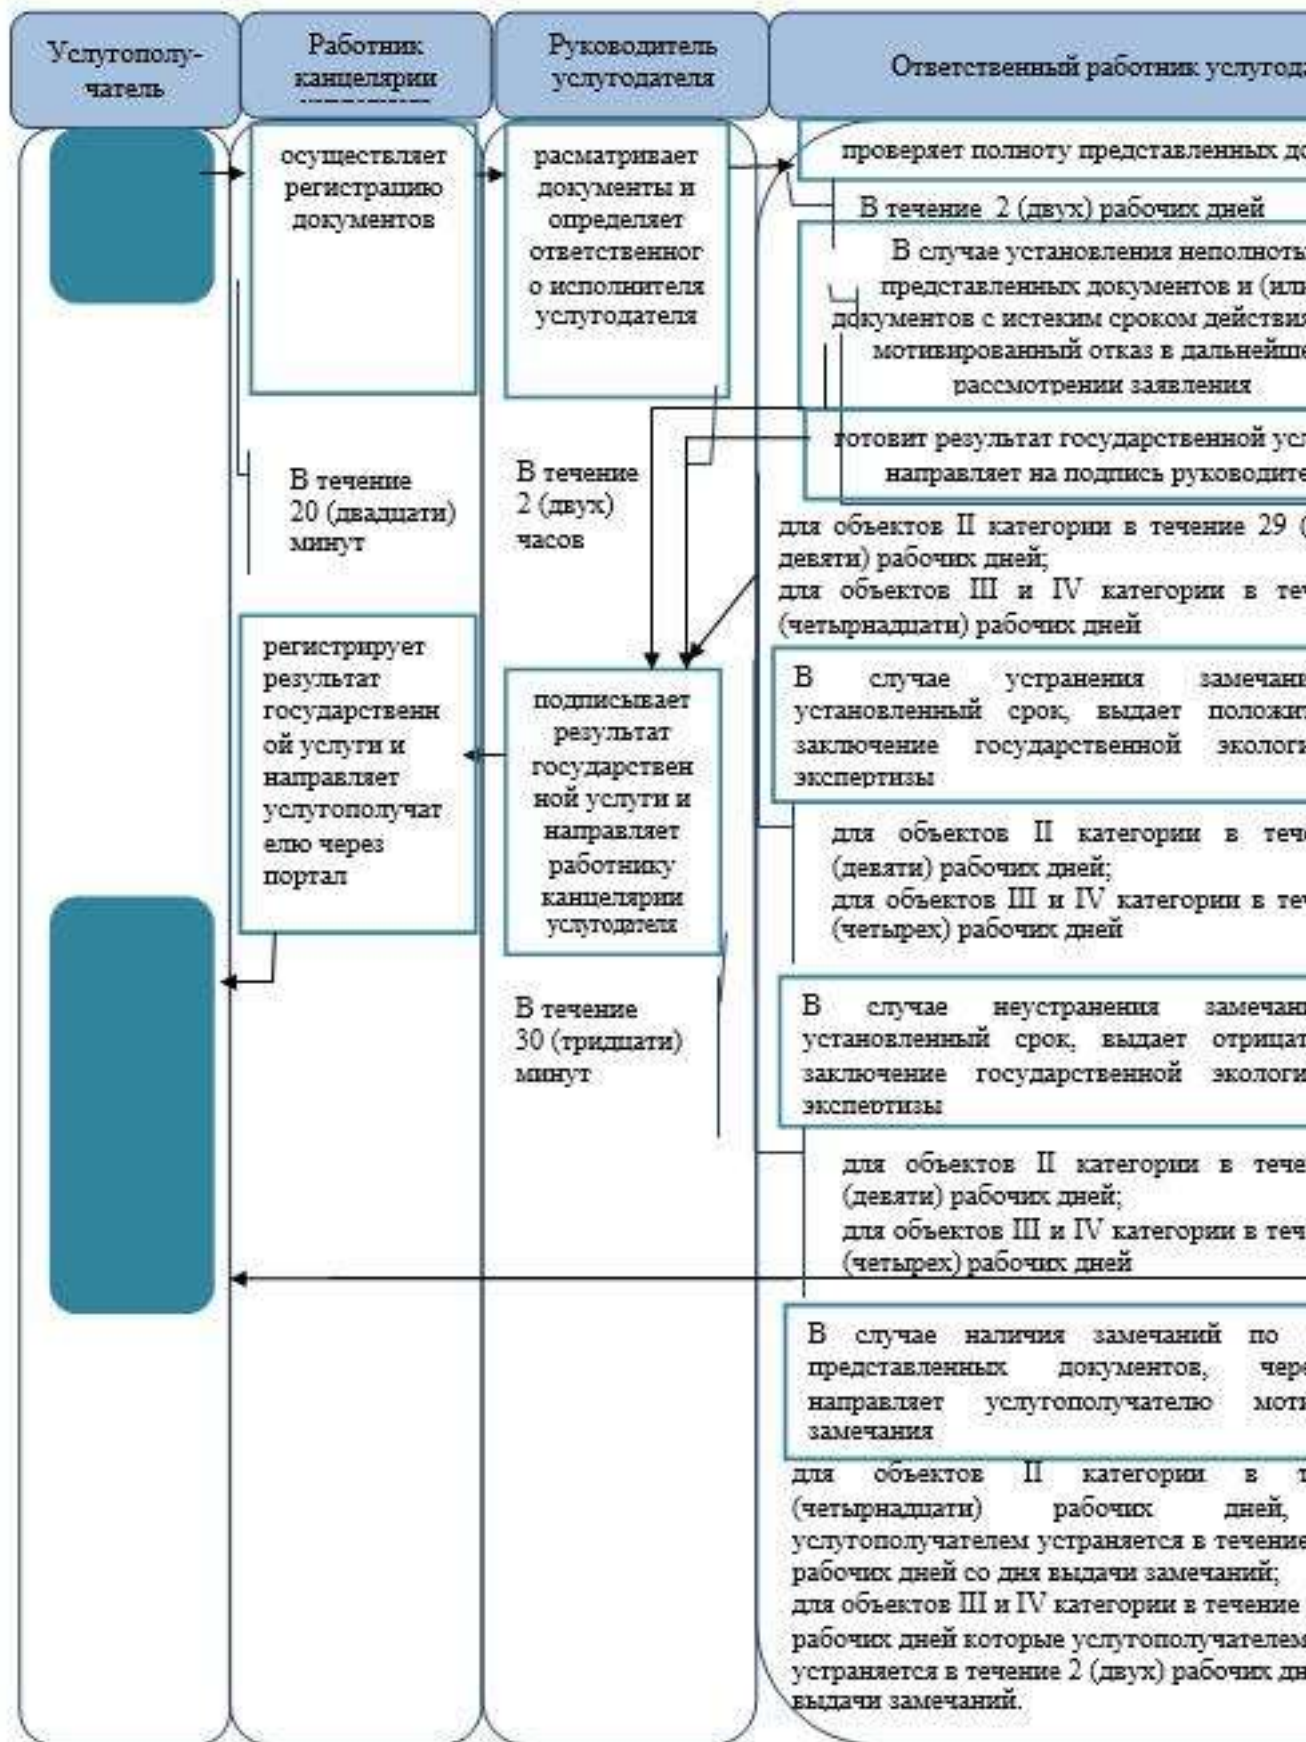 Услугополу-
чатель
Работник
канцелярии
Руководитель
услугодателя
Ответственный работник услугода
осуществляет
регистрацию
документов
В течение
20 (двадцати)
минут
регистрирует
результат
государственн
ой услуги и
направляет
услугополучат
елю через
портал
расматривает
документы и
определяет
ответственног
о исполнителя
услугодателя
В течение
2 (двух)
часов
подписывает
результат
государствен
ной услуги и
направляет
работнику
канцелярии
услугодателя
В течение
30 (тридцати)
минут
проверяет полноту представленных до
В течение 2 (двух) рабочих дней
В случае установления неполноты
представленных документов и (или
документов с истеким сроком действия
мотивированный отказ в дальнейше
рассмотрении заявления
готовит результат государственной усл
направляет на подпись руководите
для объектов II категории в течение 29 (
девяти) рабочих дней;
для объектов III и IV категории в теч
(четырнадцати) рабочих дней
В случае устранения замечани
установленный срок, выдает положит
заключение государственной экологи
экспертизы
для объектов II категории в тече
(девяти) рабочих дней;
для объектов III и IV категории в теч
(четырех) рабочих дней
В случае неустранения замечани
установленный срок, выдает отрицат
заключение государственной экологи
экспертизы
для объектов II категории в тече
(девяти) рабочих дней;
для объектов III и IV категории в теч
(четырех) рабочих дней
В случае наличия замечаний по
представленных документов, чере
направляет услугополучателю моти
замечания
для объектов II категории в т
(четырнадцати) рабочих дней,
услугополучателем устраняется в течение
рабочих дней со дня выдачи замечаний;
для объектов III и IV категории в течение
рабочих дней которые услугополучателем
устраняется в течение 2 (двух) рабочих дн
выдачи замечаний.